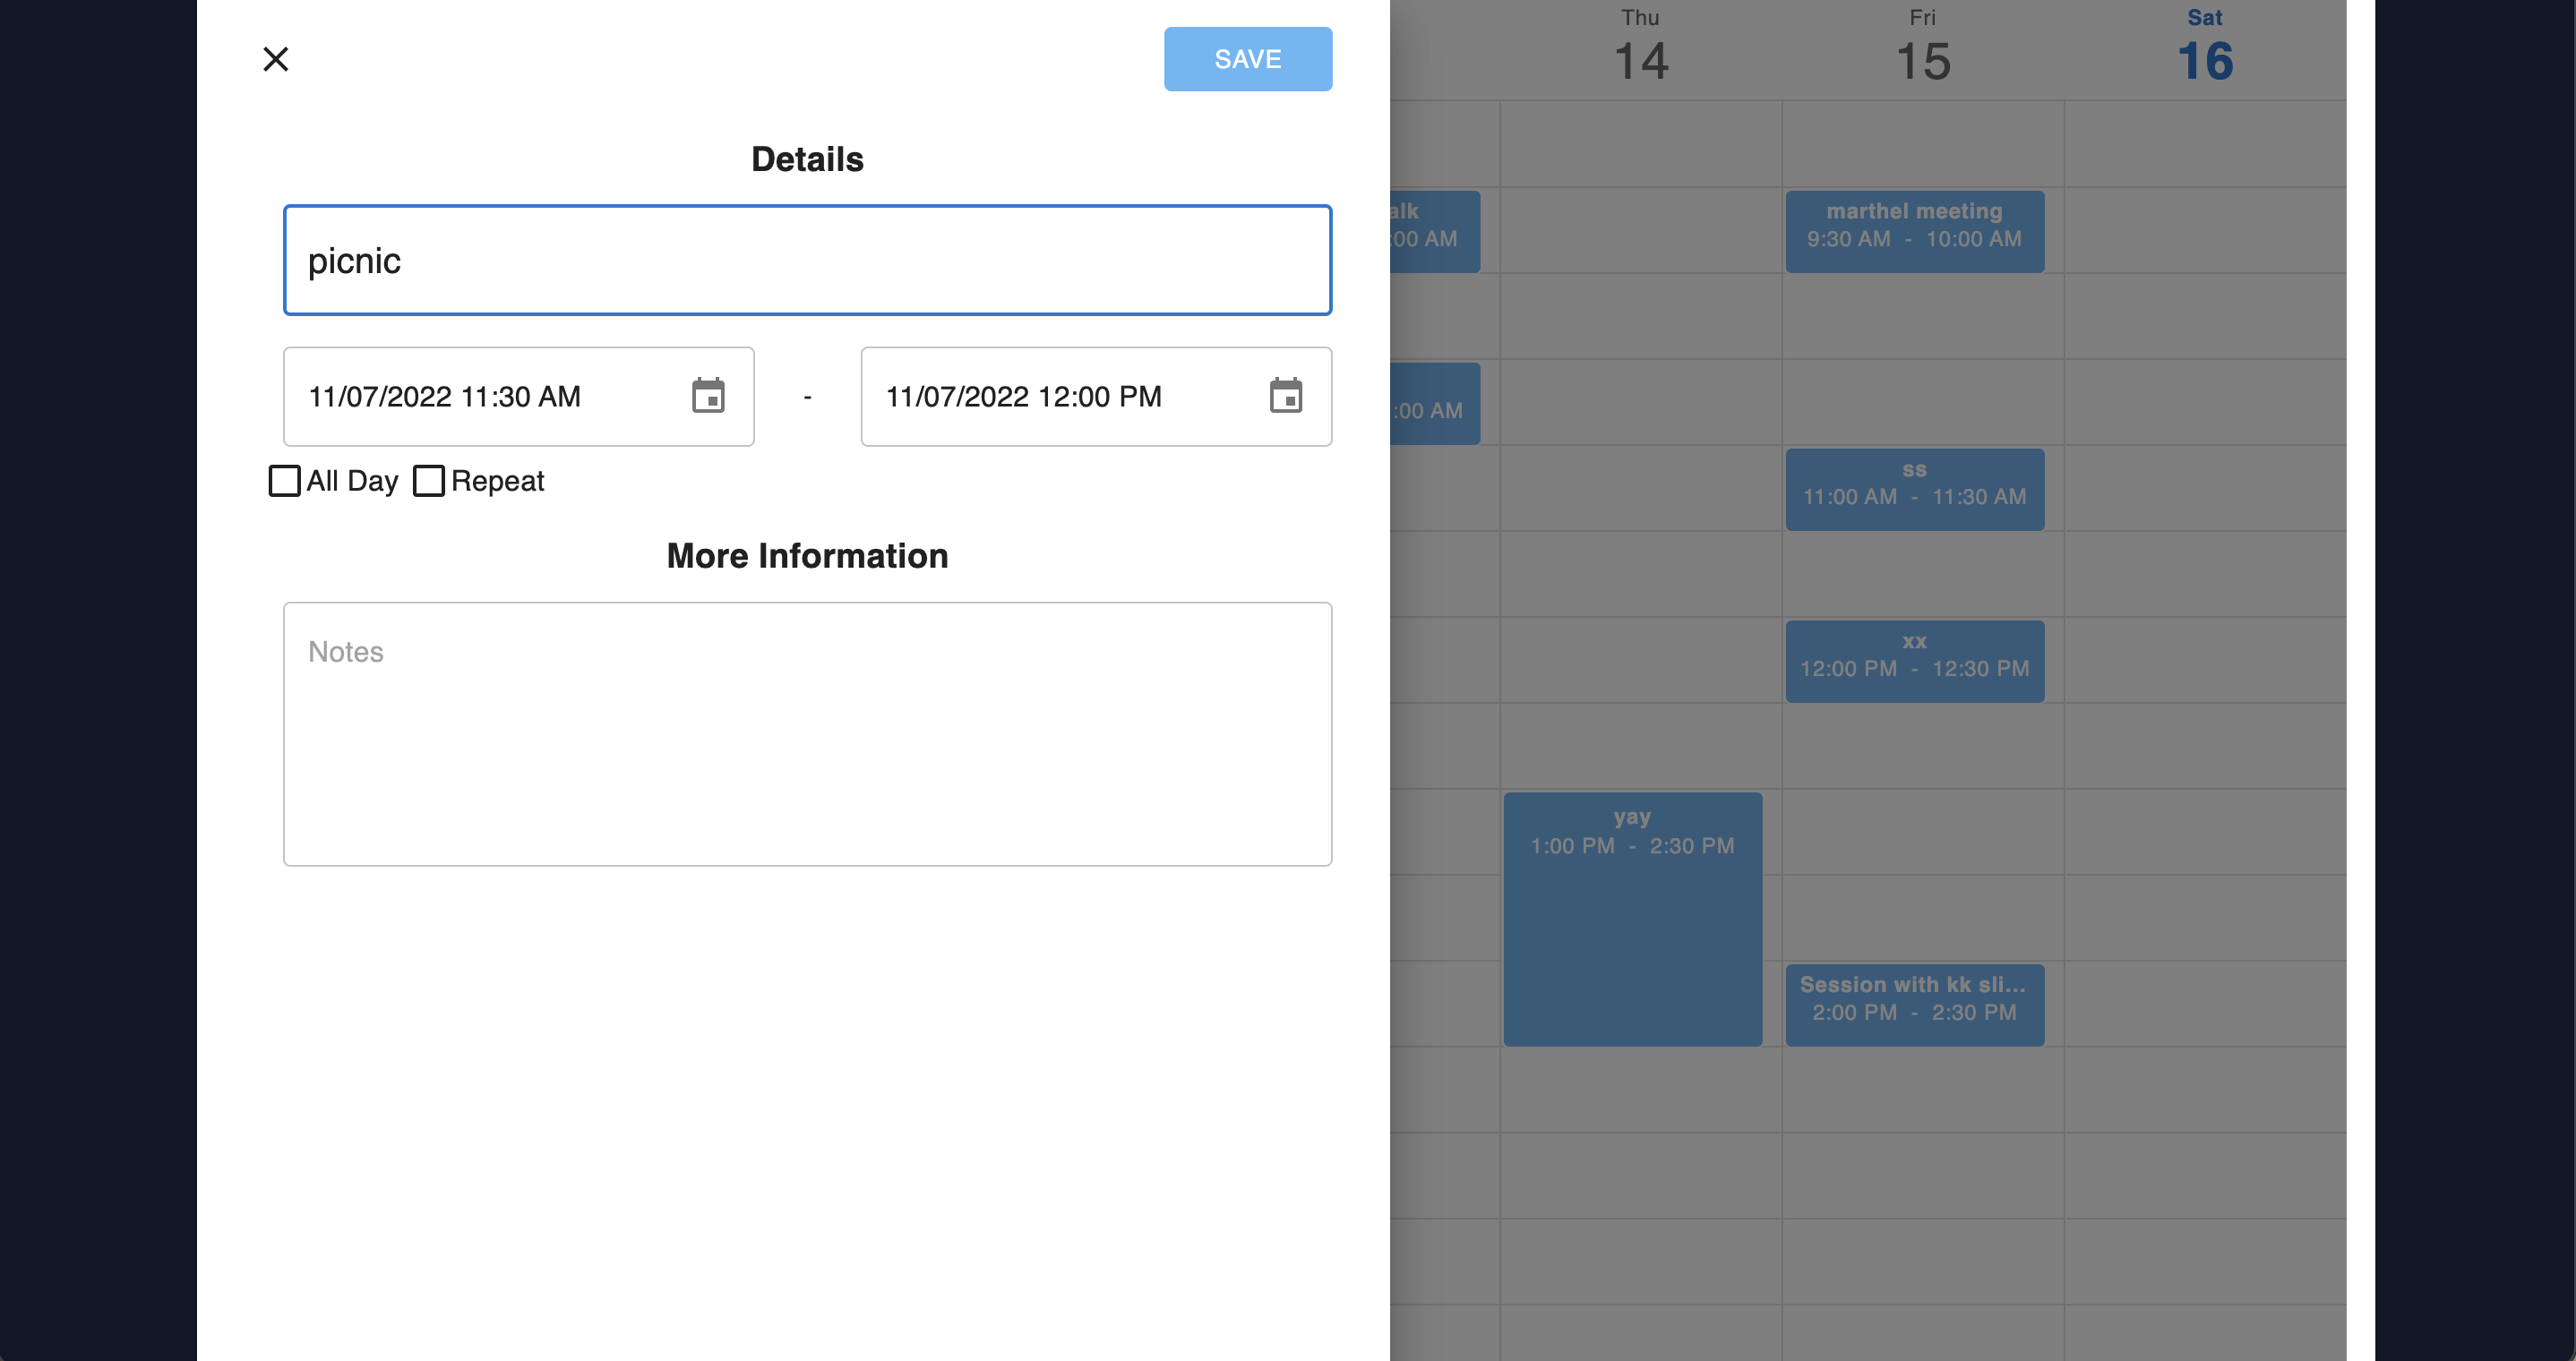 SAVE
Details
picnic
11/07/2022 11:30 AM - 11/07/2022 12:00 PM
All Day Repeat
More Information
Notes
Thu Fri Sat
14 15 16
:00 AM
marthel meeting
9:30 AM - 10:00 AM
:00 AM
ss
11:00 AM - 11:30 AM
xx
12:00 PM - 12:30 PM
yay
1:00 PM - 2:30 PM
Session with kk sli...
2:00 PM - 2:30 PM